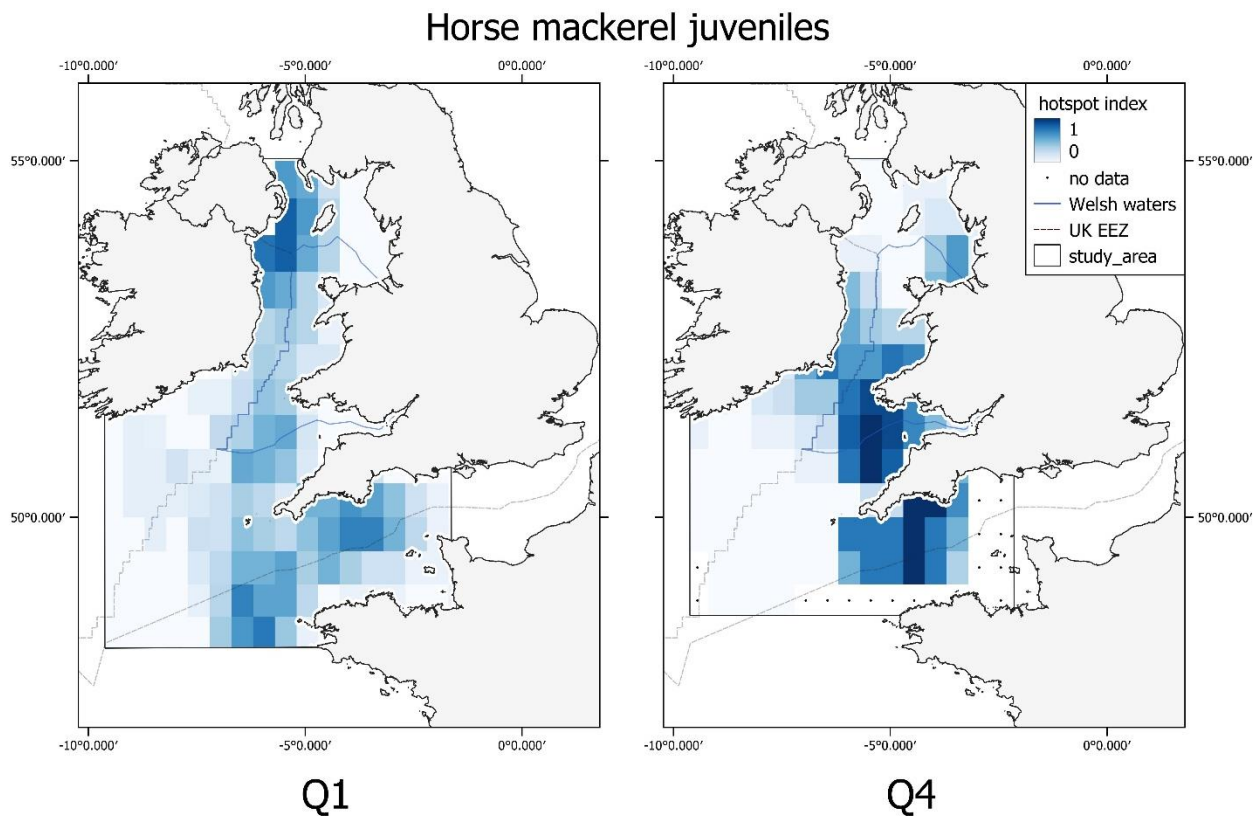 Horse mackerel juveniles
-10°0.000′ -5°0.000′ 0°0.000′
-10°0.000′ -5°0.000′ 0°0.000′
hotspot index
1
0
no data
Welsh waters
UK EEZ
study_area
55°0.000′
55°0.000′
50°0.000′
50°0.000′
-10°0.000′ -5°0.000′ 0°0.000′
-10°0.000′ -5°0.000′ 0°0.000′
Q1
Q4